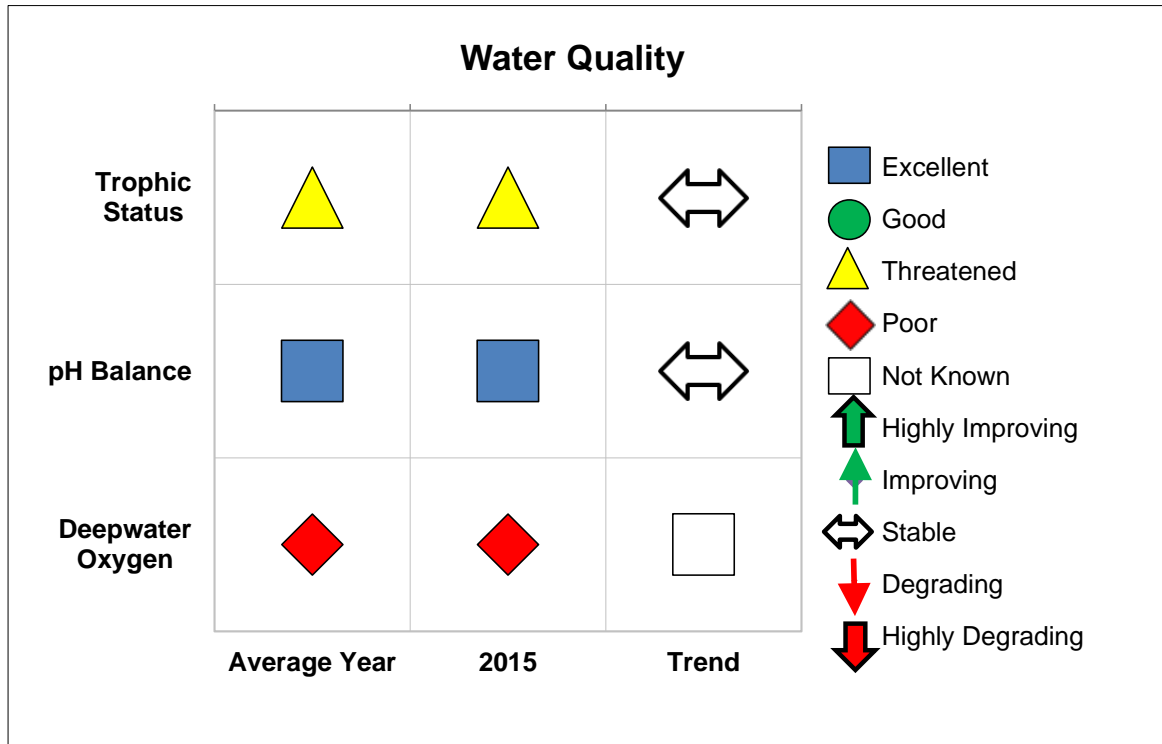 Water Quality
Trophic
Status
pH Balance
Deepwater
Oxygen
Average Year
2015
Trend
Excellent
Good
Threatened
Poor
Not Known
Highly Improving
Improving
Stable
Degrading
Highly Degrading